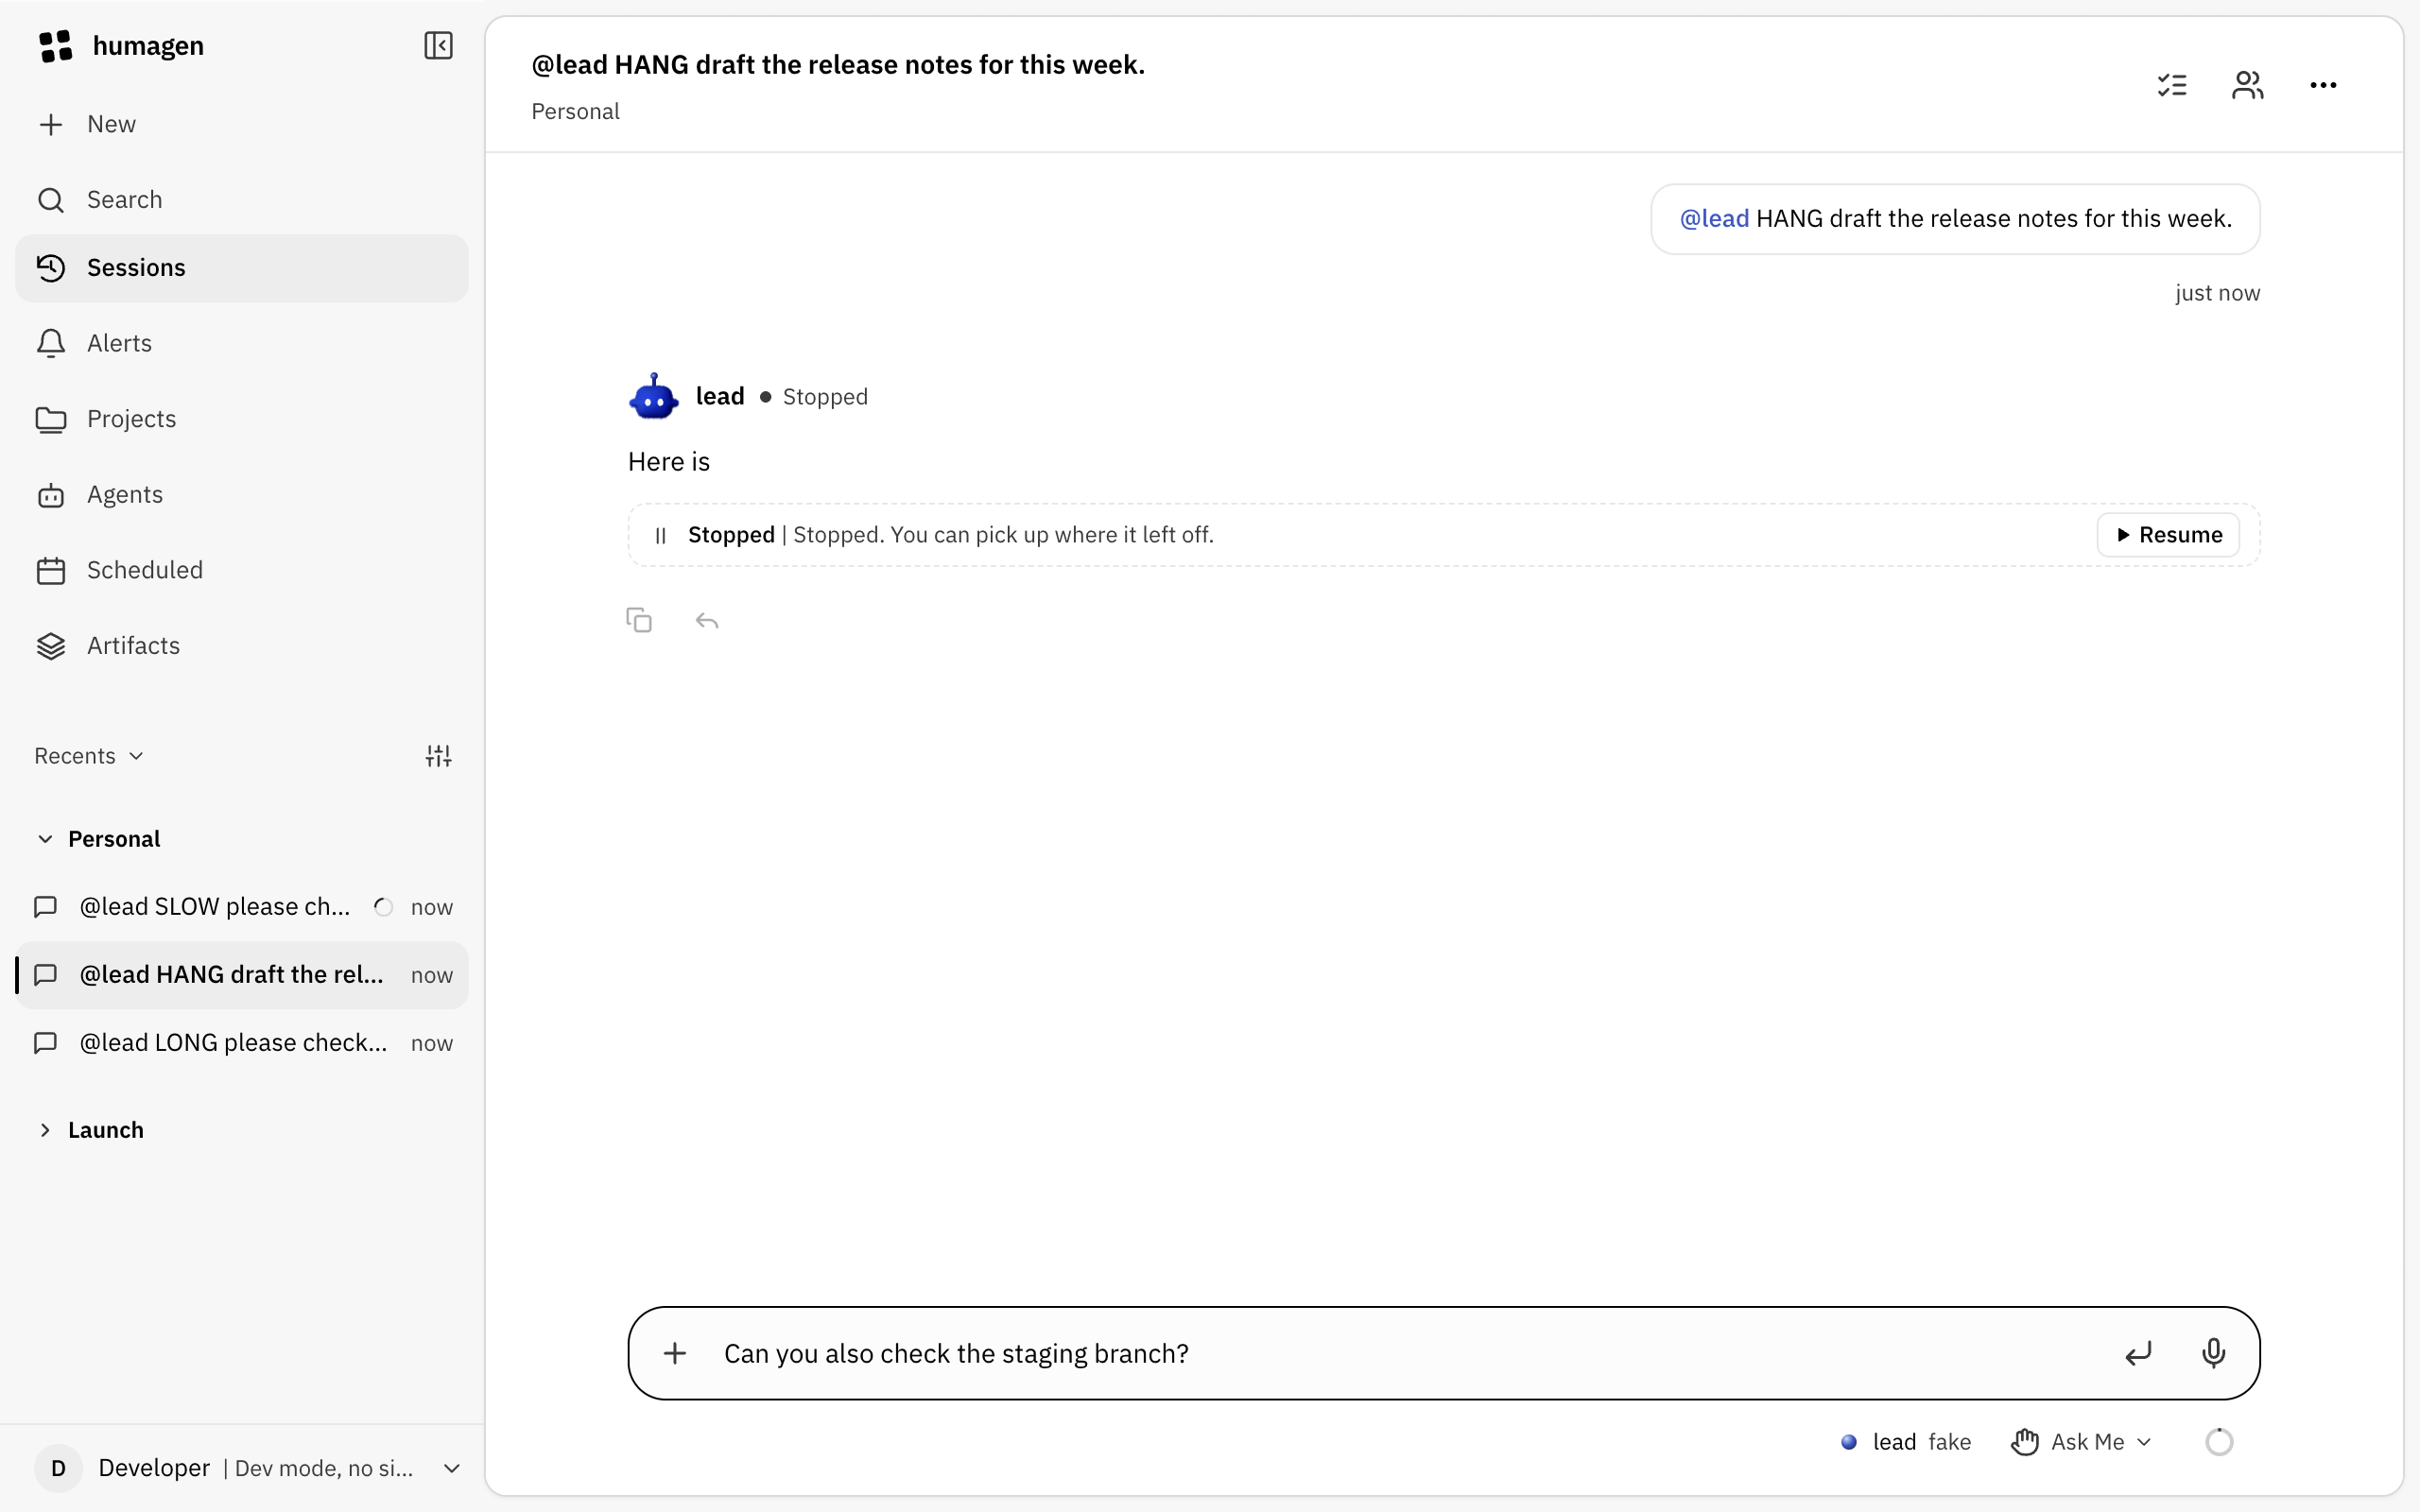 humagen
New
Search
Sessions
Alerts
Projects
Agents
Scheduled
Artifacts
Recents
Personal
@lead SLOW please ch... now
@lead HANG draft the rel... now
@lead LONG please check... now
Launch
D Developer | Dev mode, no si...
@lead HANG draft the release notes for this week.
Personal
@lead HANG draft the release notes for this week.
just now
lead ● Stopped
Here is
Stopped | Stopped. You can pick up where it left off. Resume
Can you also check the staging branch?
lead fake Ask Me